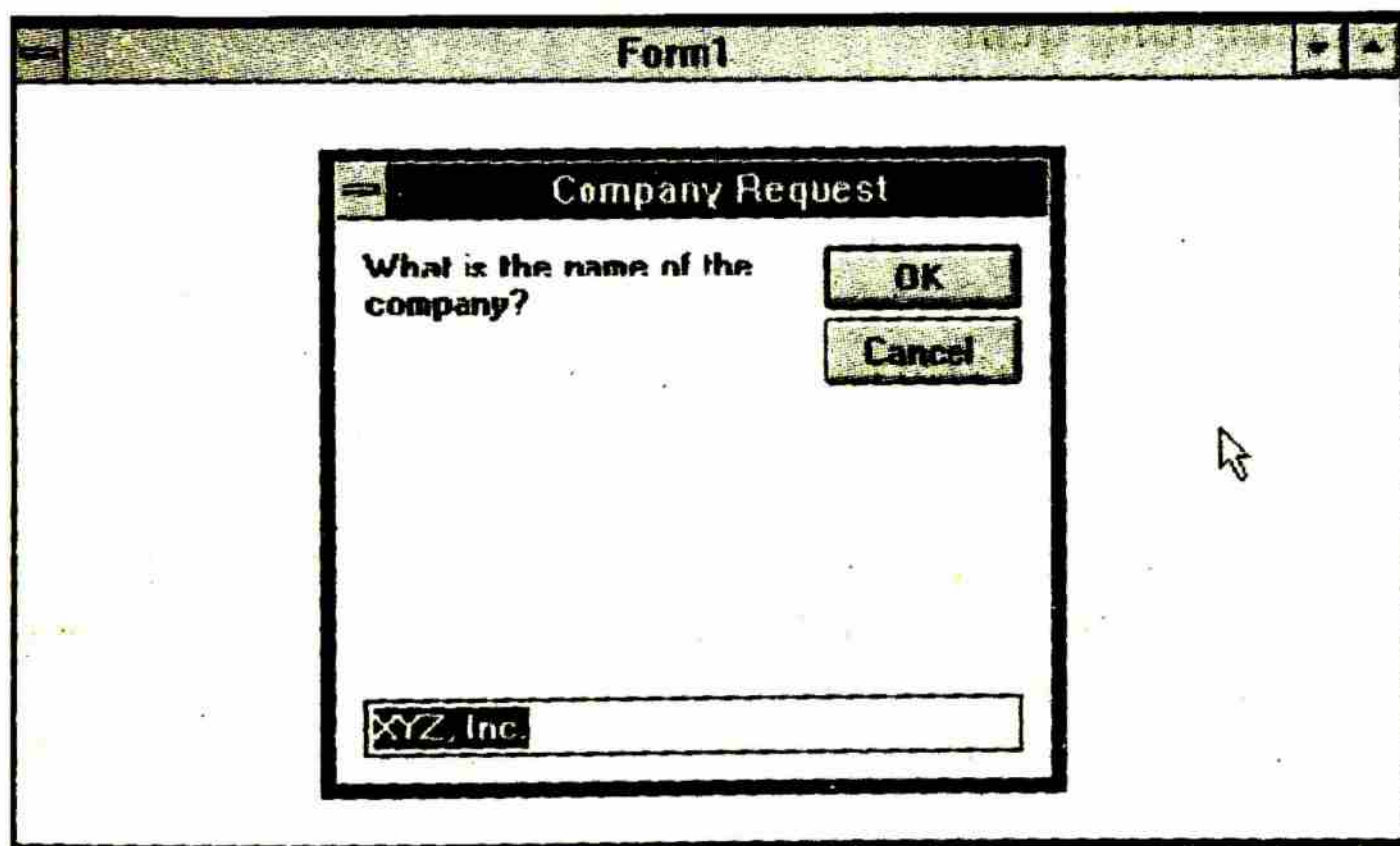 Form1
Company Request
What is the name of the
company?
OK
Cancel
XYZ, Inc.